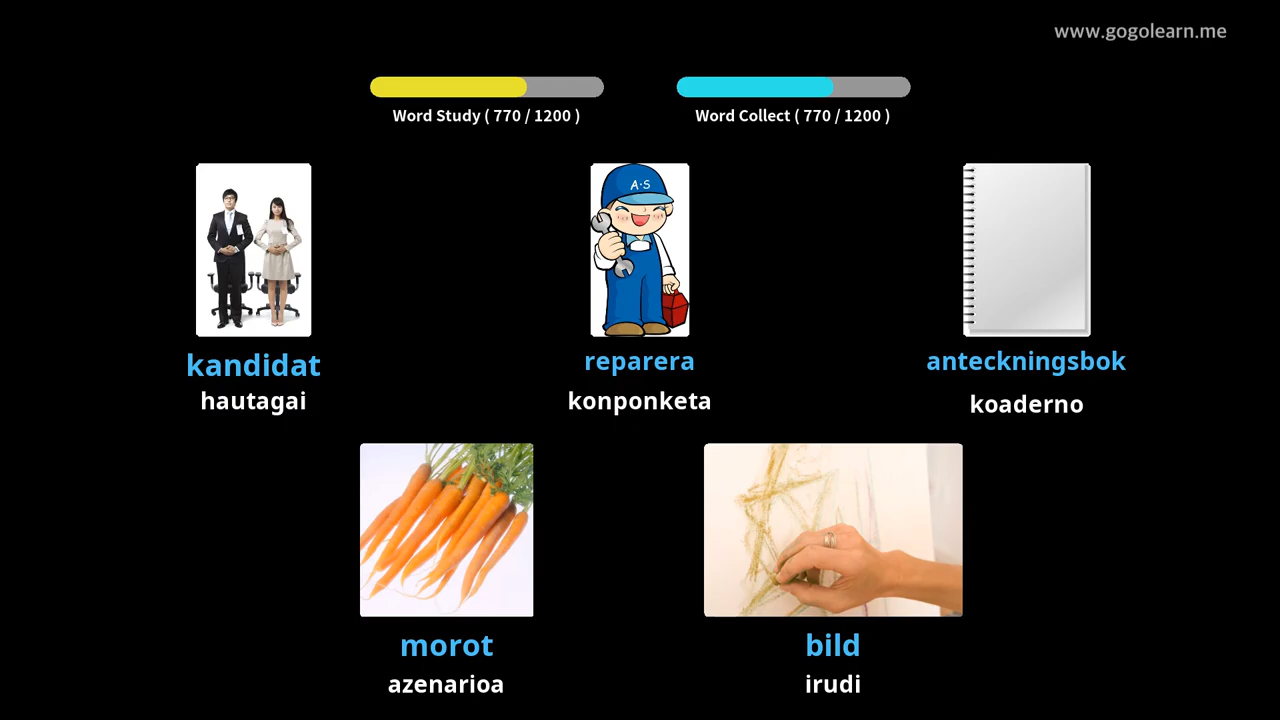 www.gogolearn.me
Word Study ( 770 / 1200 )
Word Collect ( 770 / 1200 )
A·S
kandidat
hautagai
reparera
konponketa
anteckningsbok
koaderno
morot
azenarioa
bild
irudi